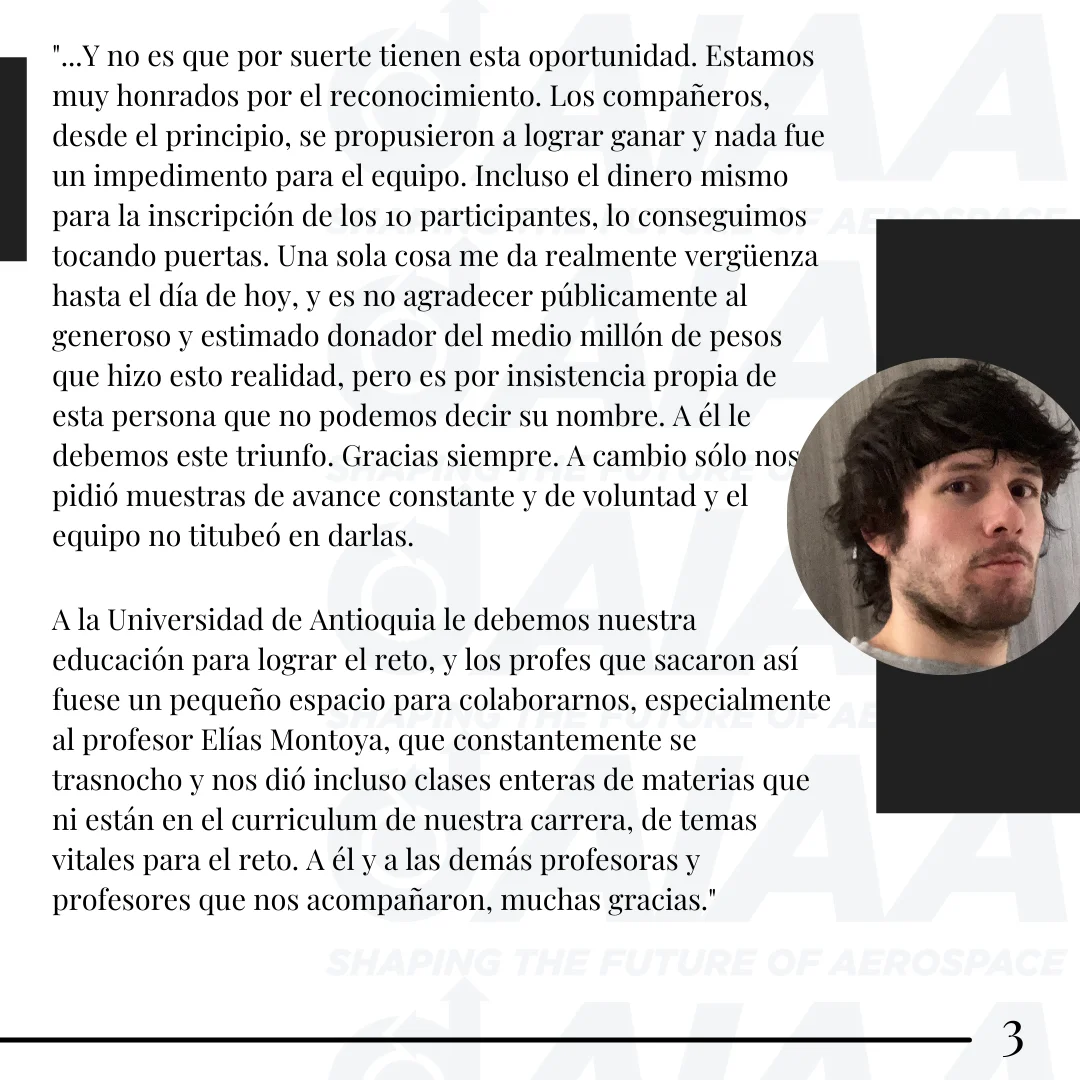 "...Y no es que por suerte tienen esta oportunidad. Estamos
muy honrados por el reconocimiento. Los compañeros,
desde el principio, se propusieron a lograr ganar y nada fue
un impedimento para el equipo. Incluso el dinero mismo
para la inscripción de los 10 participantes, lo conseguimos
tocando puertas. Una sola cosa me da realmente vergüenza
hasta el día de hoy, y es no agradecer públicamente al
generoso y estimado donador del medio millón de pesos
que hizo esto realidad, pero es por insistencia propia de
esta persona que no podemos decir su nombre. A él le
debemos este triunfo. Gracias siempre. A cambio sólo nos
pidió muestras de avance constante y de voluntad y el
equipo no titubeó en darlas.
A la Universidad de Antioquia le debemos nuestra
educación para lograr el reto, y los profes que sacaron así
fuese un pequeño espacio para colaborarnos, especialmente
al profesor Elías Montoya, que constantemente se
trasnocho y nos dió incluso clases enteras de materias que
ni están en el curriculum de nuestra carrera, de temas
vitales para el reto. A él y a las demás profesoras y
profesores que nos acompañaron, muchas gracias."
AIAA
SHAPING THE FUTURE OF AEROSPACE
3